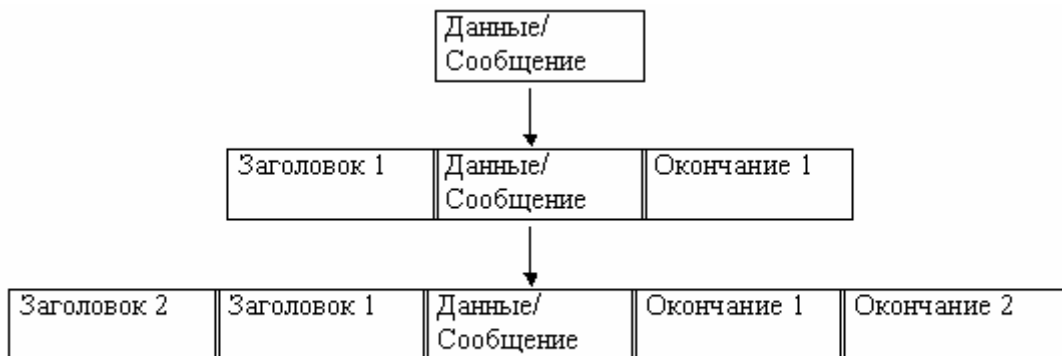 Данные/
Сообщение
Заголовок 1
Данные/
Сообщение
Окончание 1
Заголовок 2
Заголовок 1
Данные/
Сообщение
Окончание 1
Окончание 2